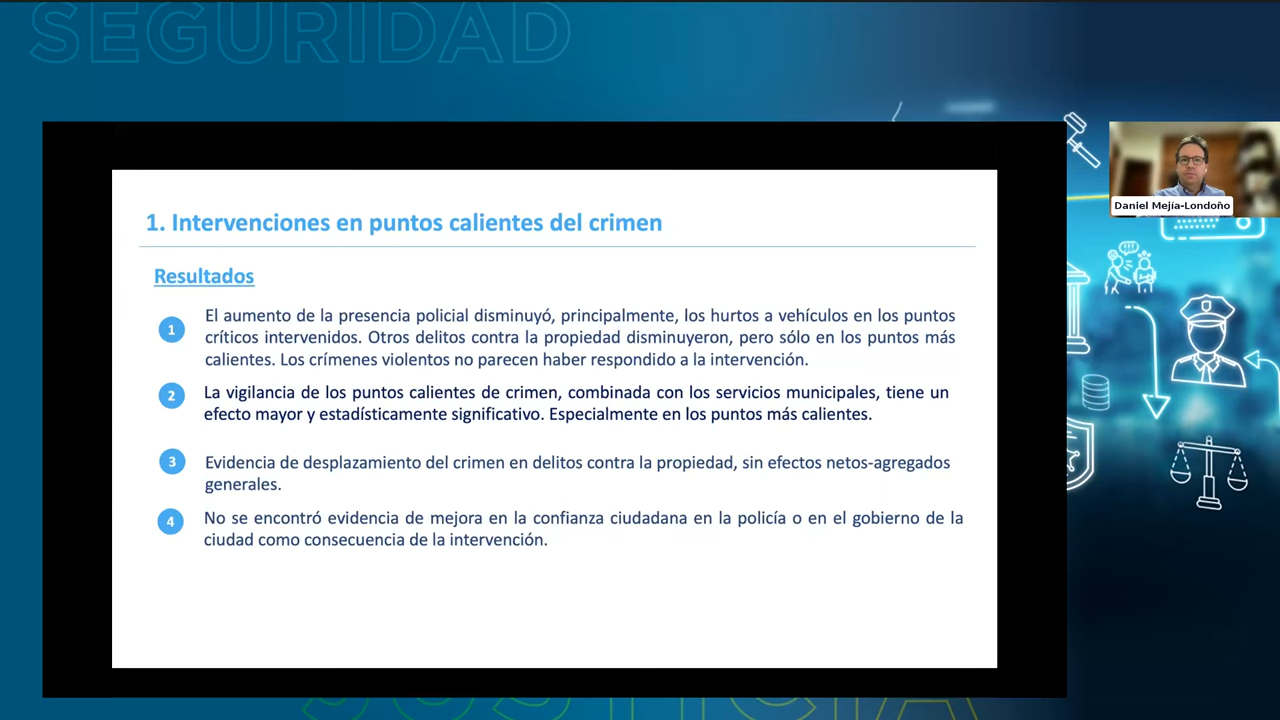 SEGURIDAD
Daniel Mejía-Londoño
1. Intervenciones en puntos calientes del crimen
Resultados
1
El aumento de la presencia policial disminuyó, principalmente, los hurtos a vehículos en los puntos
críticos intervenidos. Otros delitos contra la propiedad disminuyeron, pero sólo en los puntos más
calientes. Los crímenes violentos no parecen haber respondido a la intervención.
2
La vigilancia de los puntos calientes de crimen, combinada con los servicios municipales, tiene un
efecto mayor y estadísticamente significativo. Especialmente en los puntos más calientes.
3
Evidencia de desplazamiento del crimen en delitos contra la propiedad, sin efectos netos-agregados
generales.
4
No se encontró evidencia de mejora en la confianza ciudadana en la policía o en el gobierno de la
ciudad como consecuencia de la intervención.
JUSTICIA